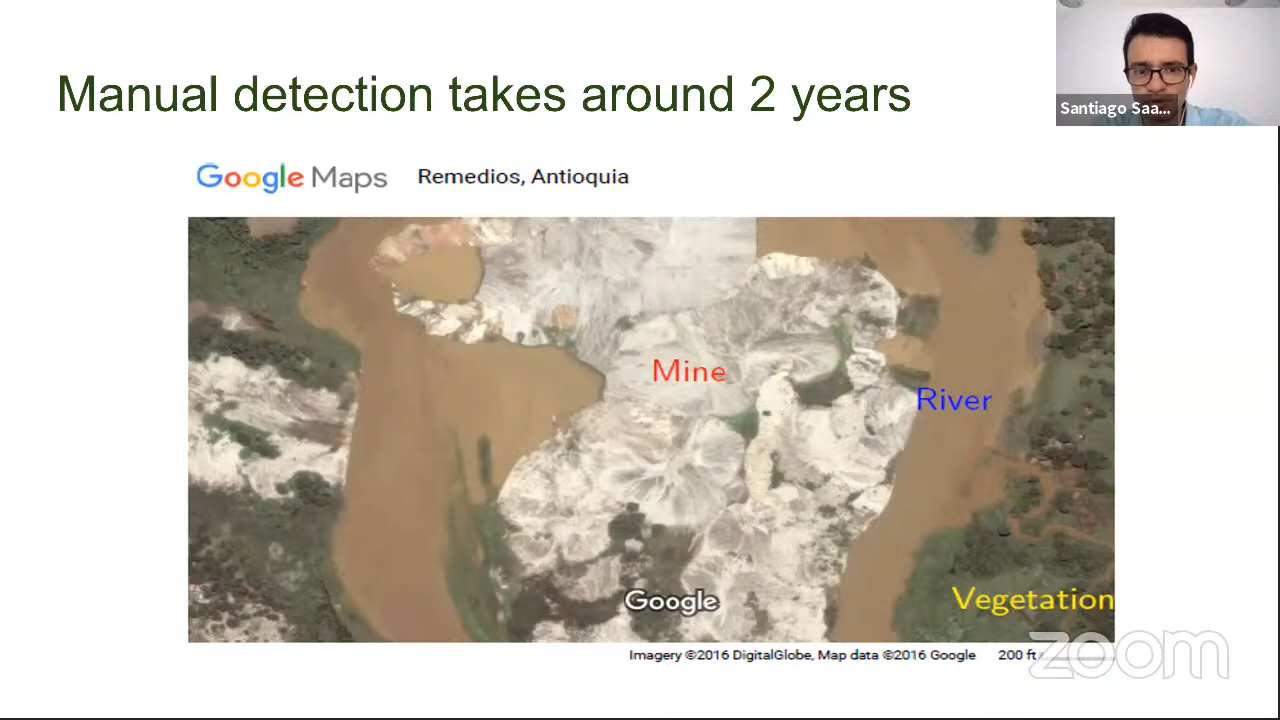 Manual detection takes around 2 years
Santiago Saa...
Google Maps Remedios, Antioquia
Mine
River
Vegetation
Google
Imagery ©2016 DigitalGlobe, Map data ©2016 Google 200 ft
zoom